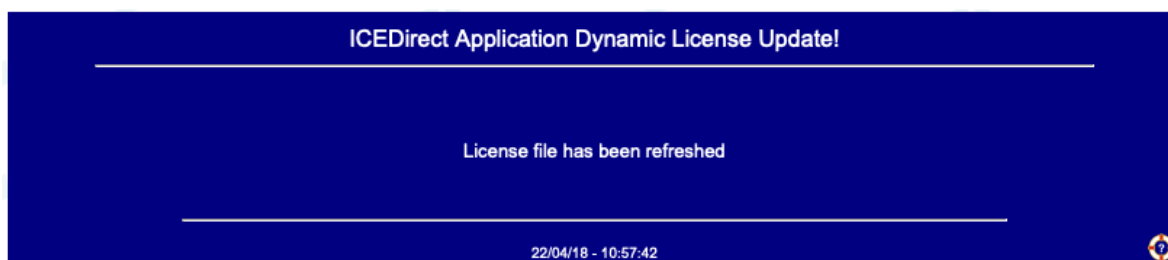 ICEDirect Application Dynamic License Update!
License file has been refreshed
22/04/18 - 10:57:42
?